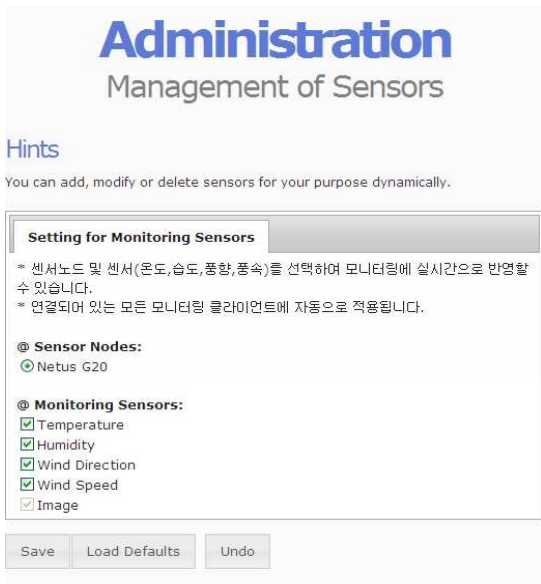 Administration
Management of Sensors
Hints
You can add, modify or delete sensors for your purpose dynamically.
Setting for Monitoring Sensors
* 센서노드 및 센서(온도,습도,풍향,풍속)를 선택하여 모니터링에 실시간으로 반영할
수 있습니다.
* 연결되어 있는 모든 모니터링 클라이언트에 자동으로 적용됩니다.
@ Sensor Nodes:
Netus G20
@ Monitoring Sensors:
Temperature
Humidity
Wind Direction
Wind Speed
Image
Save Load Defaults Undo